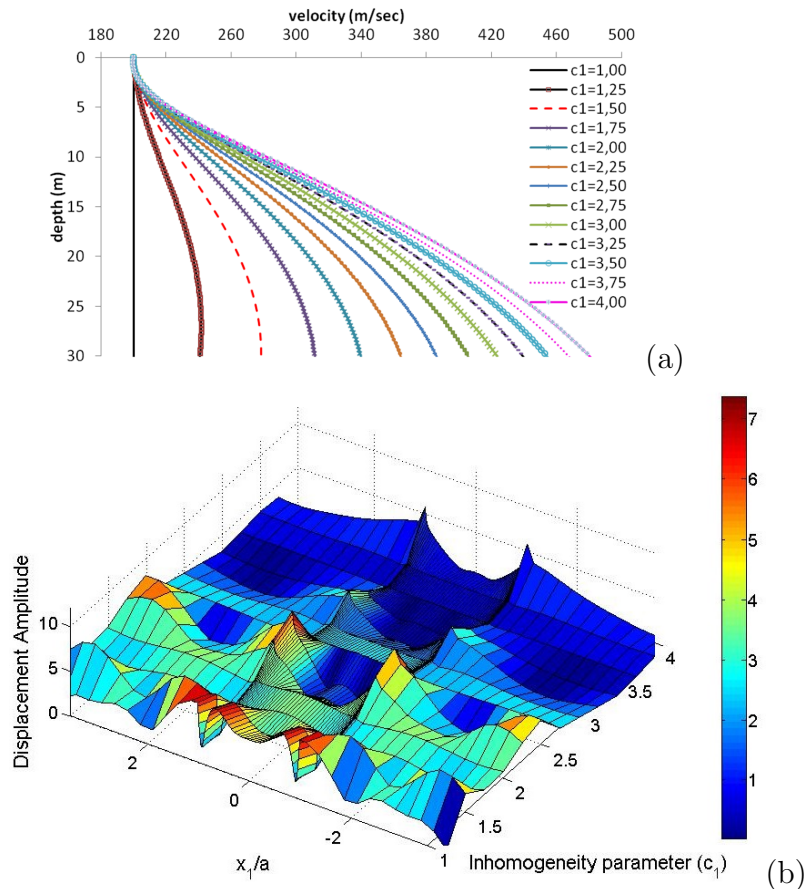 velocity (m/sec)
180 220 260 300 340 380 420 460 500
0
5
10
15
20
25
30
depth (m)
c1=1,00
c1=1,25
c1=1,50
c1=1,75
c1=2,00
c1=2,25
c1=2,50
c1=2,75
c1=3,00
c1=3,25
c1=3,50
c1=3,75
c1=4,00
(a)
Displacement Amplitude
10
5
0
2
0
-2
x_1/a
1
1.5
2
2.5
3
3.5
4
Inhomogeneity parameter (c_1)
7
6
5
4
3
2
1
(b)